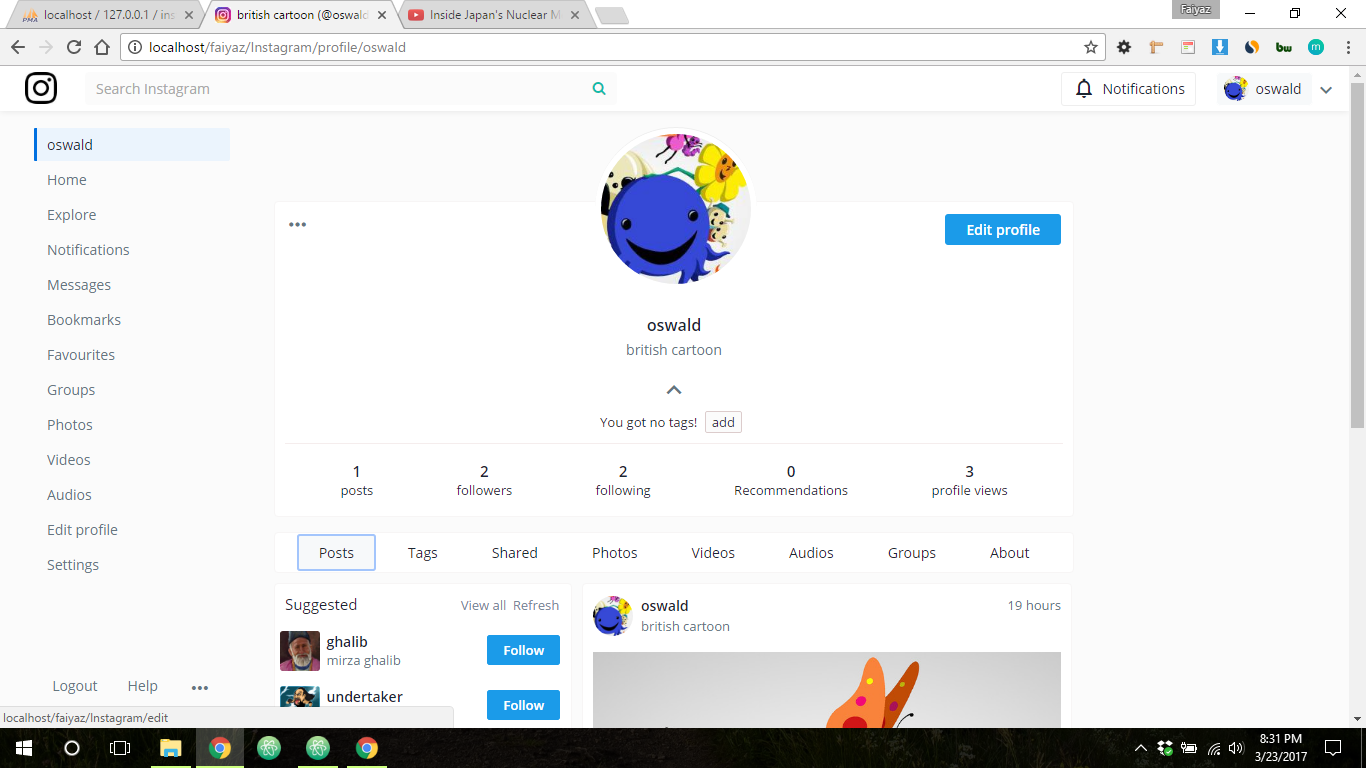 localhost / 127.0.0.1 / ins
british cartoon (@oswald
Inside Japan's Nuclear M
Faiyaz
localhost/faiyaz/Instagram/profile/oswald
bw
m
Search Instagram
Notifications
oswald
oswald
Home
Explore
Notifications
Messages
Bookmarks
Favourites
Groups
Photos
Videos
Audios
Edit profile
Settings
Logout Help
Edit profile
oswald
british cartoon
You got no tags! add
1 2 2 0 3
posts followers following Recommendations profile views
Posts Tags Shared Photos Videos Audios Groups About
Suggested View all Refresh
ghalib
mirza ghalib
Follow
undertaker
Follow
oswald
british cartoon
19 hours
localhost/faiyaz/Instagram/edit
8:31 PM
3/23/2017